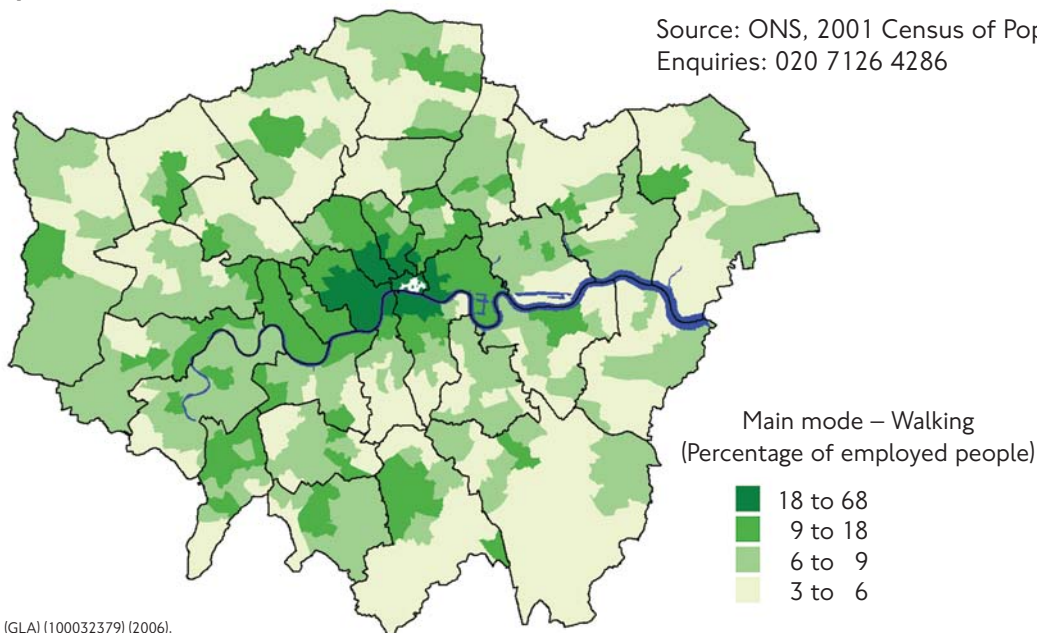 Source: ONS, 2001 Census of Pop
Enquiries: 020 7126 4286
Main mode – Walking
(Percentage of employed people)
18 to 68
9 to 18
6 to 9
3 to 6
(GLA) (100032379) (2006).